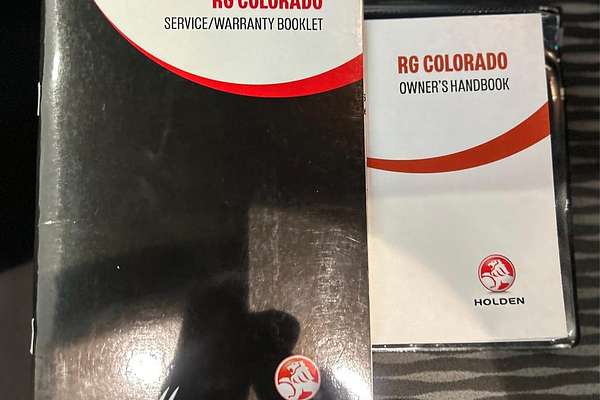 RG COLORADO
SERVICE/WARRANTY BOOKLET
RG COLORADO
OWNER'S HANDBOOK
HOLDEN